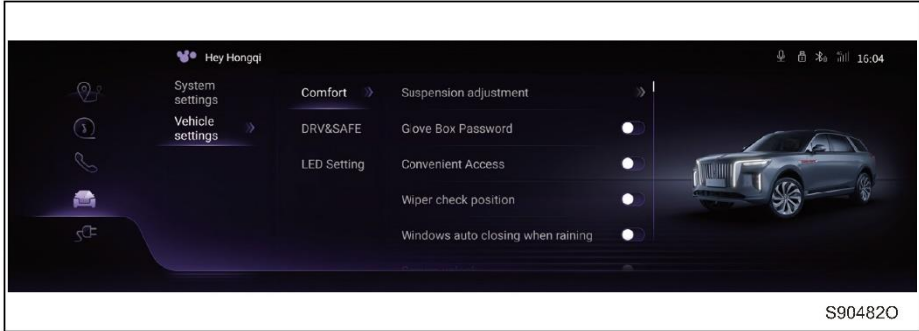 Hey Hongqi
16:04
System
settings
Vehicle
settings
Comfort
DRV&SAFE
LED Setting
Suspension adjustment
Glove Box Password
Convenient Access
Wiper check position
Windows auto closing when raining
S90482O